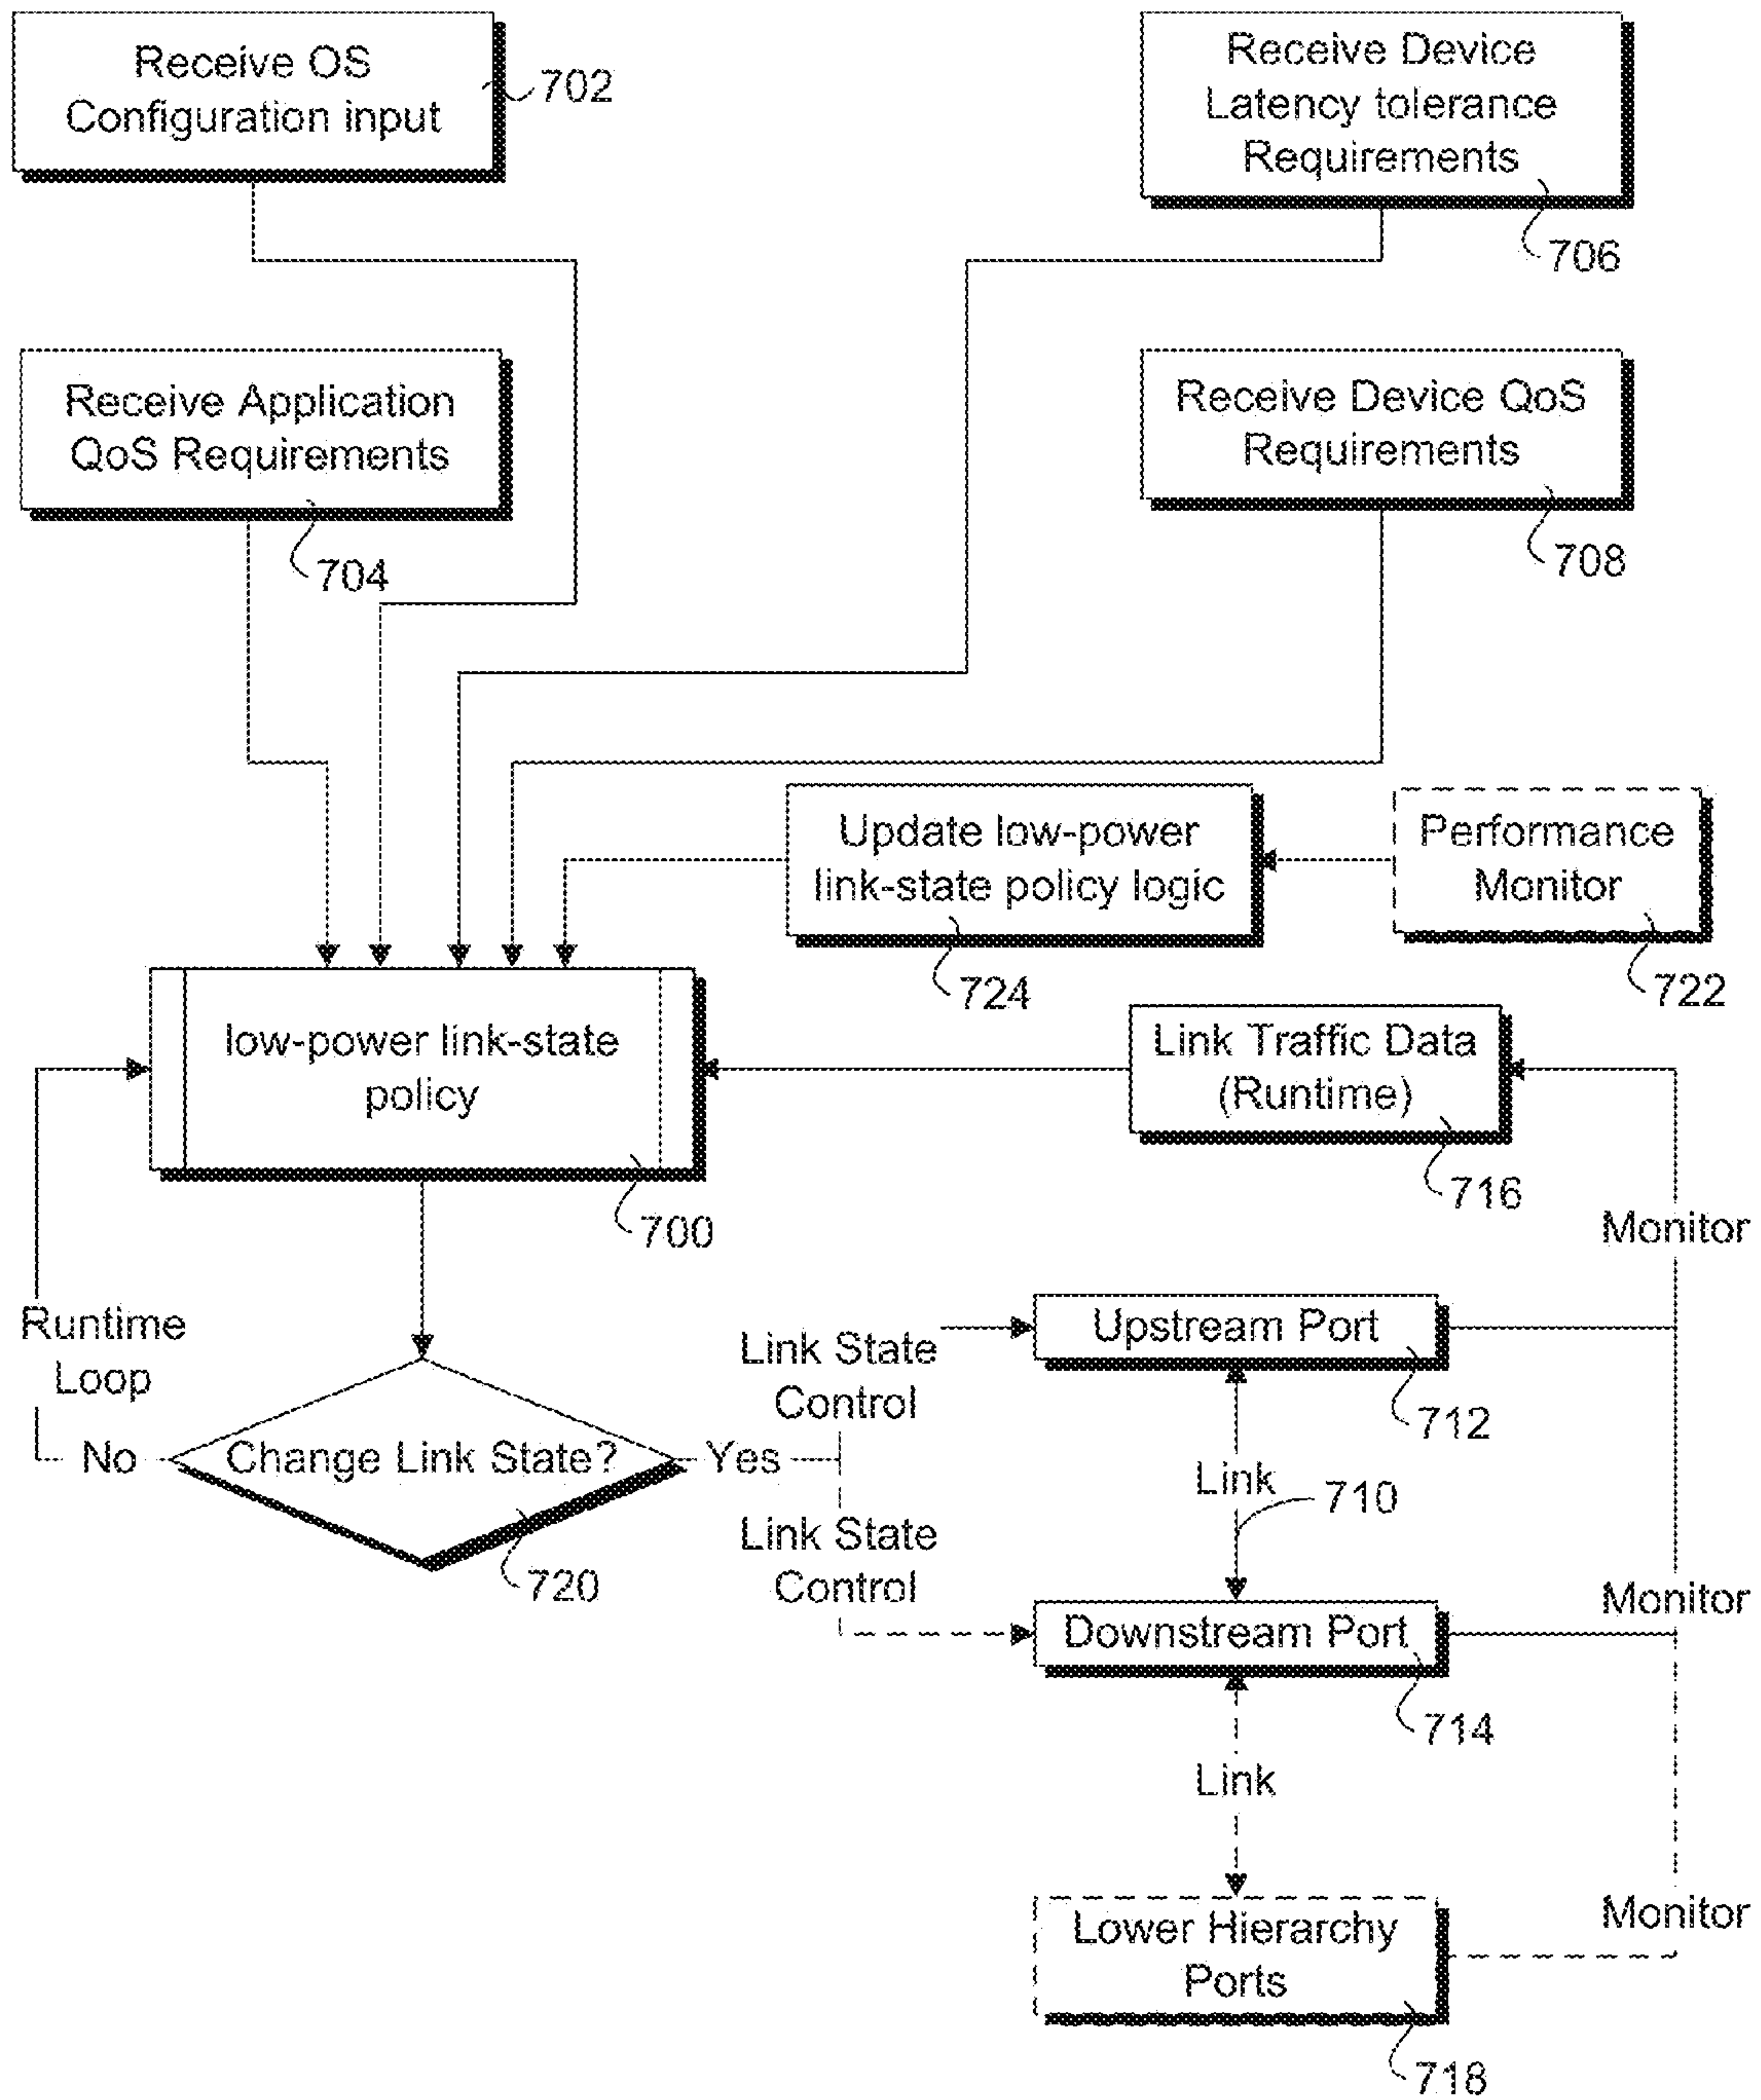 Receive OS
Configuration input
702
Receive Device
Latency tolerance
Requirements
706
Receive Application
QoS Requirements
704
Receive Device QoS
Requirements
708
Update low-power
link-state policy logic
724
Performance
Monitor
722
low-power link-state
policy
700
Link Traffic Data
(Runtime)
716
Monitor
Runtime
Loop
No
Change Link State?
720
Yes
Link State
Control
Link State
Control
Upstream Port
712
Link
710
Downstream Port
714
Monitor
Link
Lower Hierarchy
Ports
718
Monitor